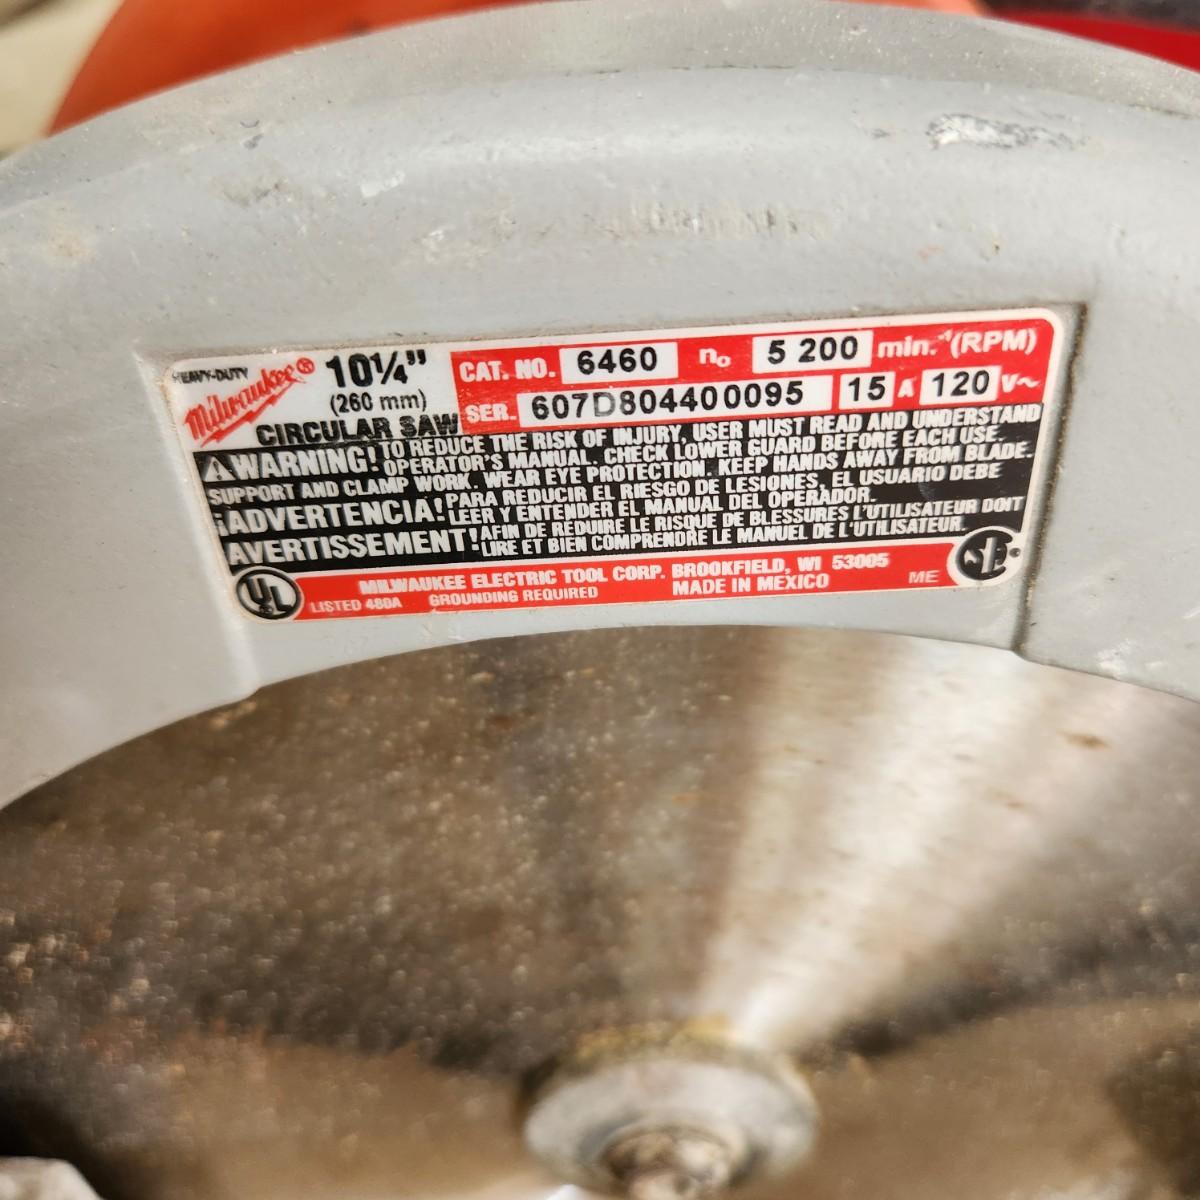 HEAVY-DUTY
Milwaukee®
10¼"
(260 mm)
CIRCULAR SAW
CAT. NO. 6460 no 5 200 min.-1(RPM)
SER. 607D804400095 15 A 120 V~
⚠WARNING! TO REDUCE THE RISK OF INJURY, USER MUST READ AND UNDERSTAND
OPERATOR'S MANUAL. CHECK LOWER GUARD BEFORE EACH USE.
SUPPORT AND CLAMP WORK. WEAR EYE PROTECTION. KEEP HANDS AWAY FROM BLADE.
¡ADVERTENCIA! PARA REDUCIR EL RIESGO DE LESIONES, EL USUARIO DEBE
LEER Y ENTENDER EL MANUAL DEL OPERADOR.
AVERTISSEMENT! AFIN DE RÉDUIRE LE RISQUE DE BLESSURES L'UTILISATEUR DOIT
LIRE ET BIEN COMPRENDRE LE MANUEL DE L'UTILISATEUR.
UL
LISTED 480A
MILWAUKEE ELECTRIC TOOL CORP. BROOKFIELD, WI 53005
GROUNDING REQUIRED MADE IN MEXICO
ME